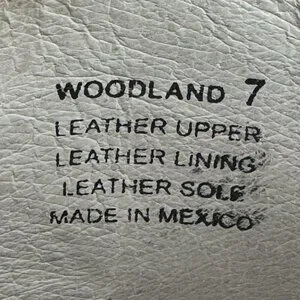 WOODLAND 7
LEATHER UPPER
LEATHER LINING
LEATHER SOLE
MADE IN MEXICO